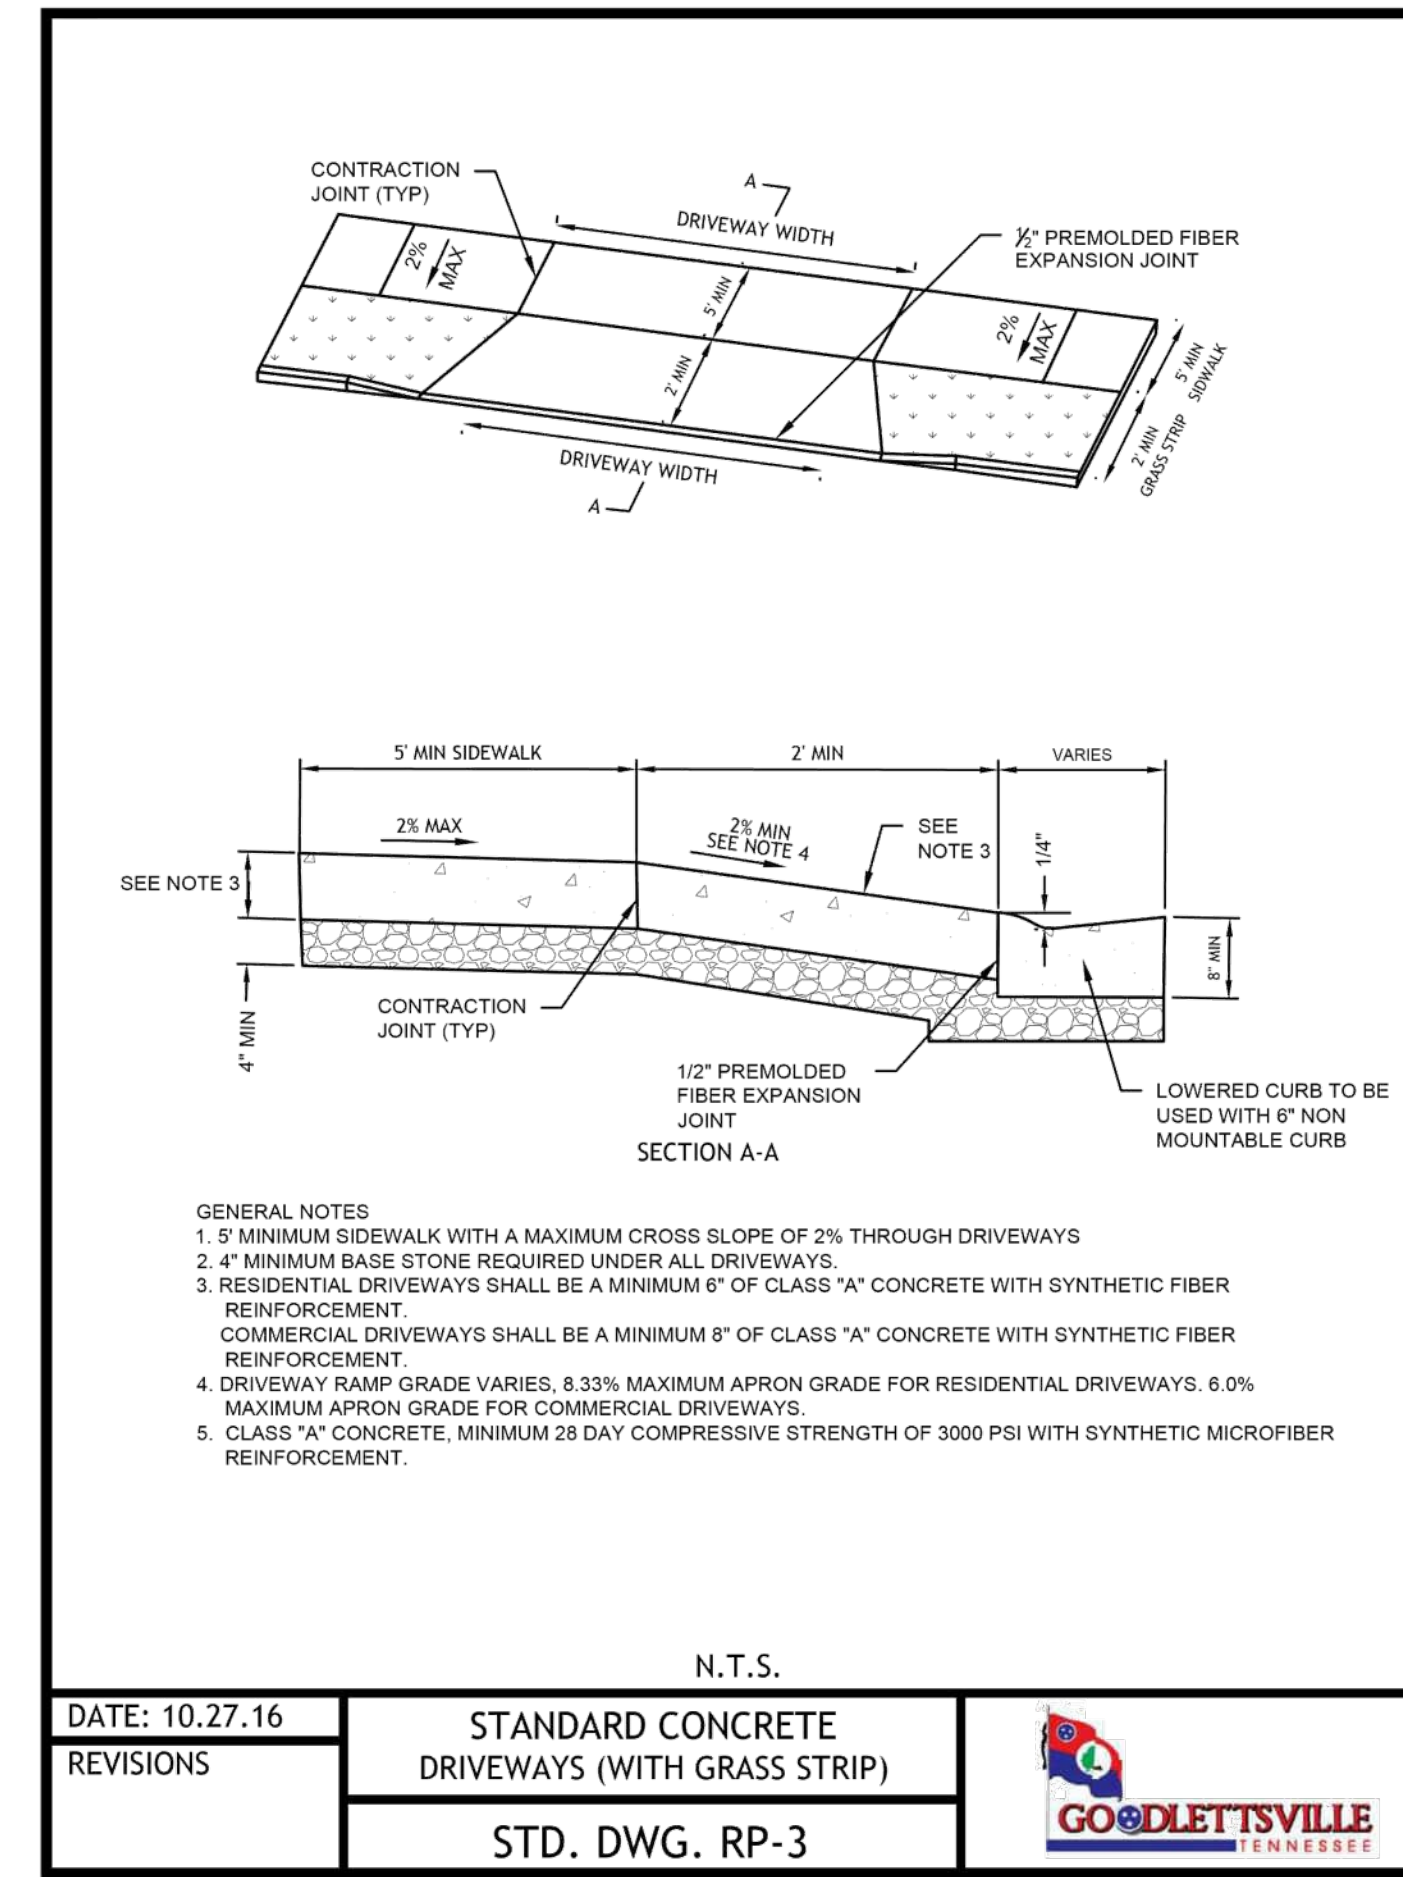 CONTRACTION
JOINT (TYP)
A
DRIVEWAY WIDTH
½" PREMOLDED FIBER
EXPANSION JOINT
2%
MAX
5' MIN
2' MIN
2%
MAX
5' MIN
SIDWALK
2' MIN
GRASS STRIP
DRIVEWAY WIDTH
A
5' MIN SIDEWALK
2' MIN
VARIES
2% MAX
2% MIN
SEE NOTE 4
SEE
NOTE 3
1/4"
SEE NOTE 3
8" MIN
4" MIN
CONTRACTION
JOINT (TYP)
1/2" PREMOLDED
FIBER EXPANSION
JOINT
LOWERED CURB TO BE
USED WITH 6" NON
MOUNTABLE CURB
SECTION A-A
GENERAL NOTES
1. 5' MINIMUM SIDEWALK WITH A MAXIMUM CROSS SLOPE OF 2% THROUGH DRIVEWAYS
2. 4" MINIMUM BASE STONE REQUIRED UNDER ALL DRIVEWAYS.
3. RESIDENTIAL DRIVEWAYS SHALL BE A MINIMUM 6" OF CLASS "A" CONCRETE WITH SYNTHETIC FIBER
REINFORCEMENT.
COMMERCIAL DRIVEWAYS SHALL BE A MINIMUM 8" OF CLASS "A" CONCRETE WITH SYNTHETIC FIBER
REINFORCEMENT.
4. DRIVEWAY RAMP GRADE VARIES, 8.33% MAXIMUM APRON GRADE FOR RESIDENTIAL DRIVEWAYS. 6.0%
MAXIMUM APRON GRADE FOR COMMERCIAL DRIVEWAYS.
5. CLASS "A" CONCRETE, MINIMUM 28 DAY COMPRESSIVE STRENGTH OF 3000 PSI WITH SYNTHETIC MICROFIBER
REINFORCEMENT.
N.T.S.
DATE: 10.27.16
REVISIONS
STANDARD CONCRETE
DRIVEWAYS (WITH GRASS STRIP)
STD. DWG. RP-3
GOODLETTSVILLE
TENNESSEE